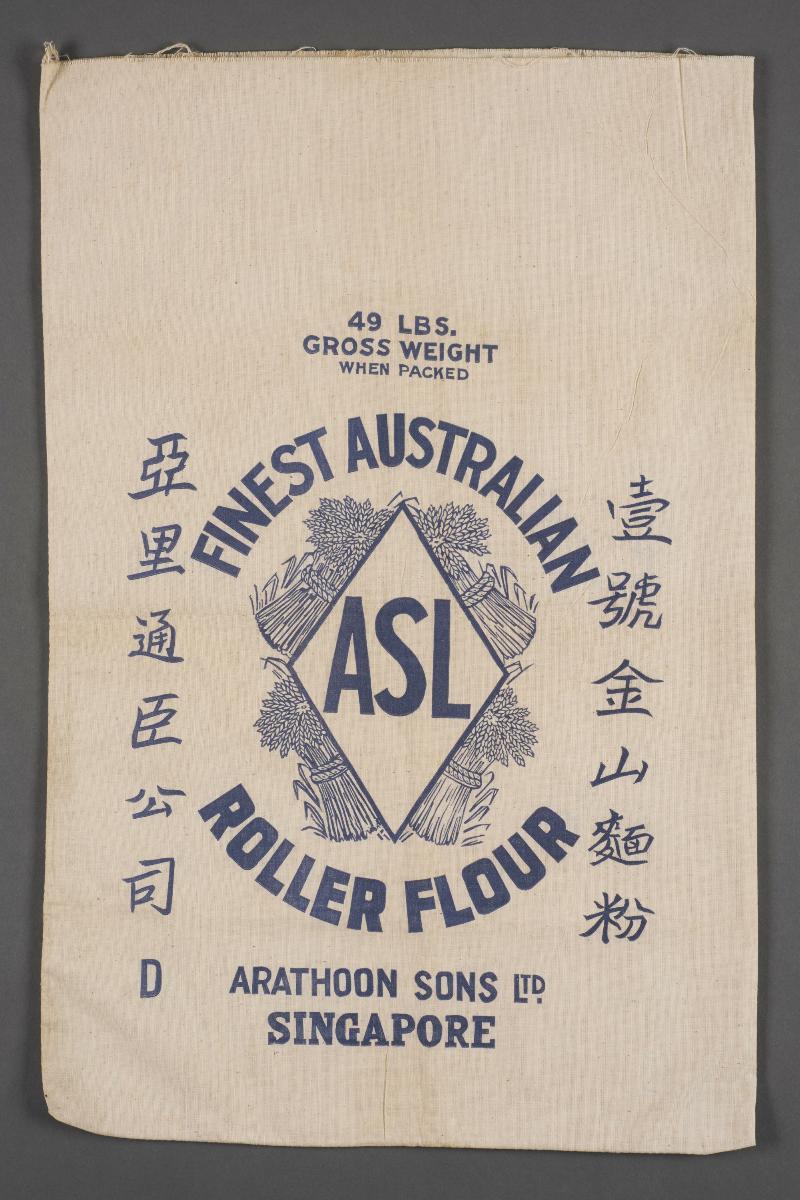 49 LBS.
GROSS WEIGHT
WHEN PACKED
FINEST AUSTRALIAN
ASL
ROLLER FLOUR
壹號金山麵粉
亞里通臣公司
D
ARATHOON SONS LTD.
SINGAPORE